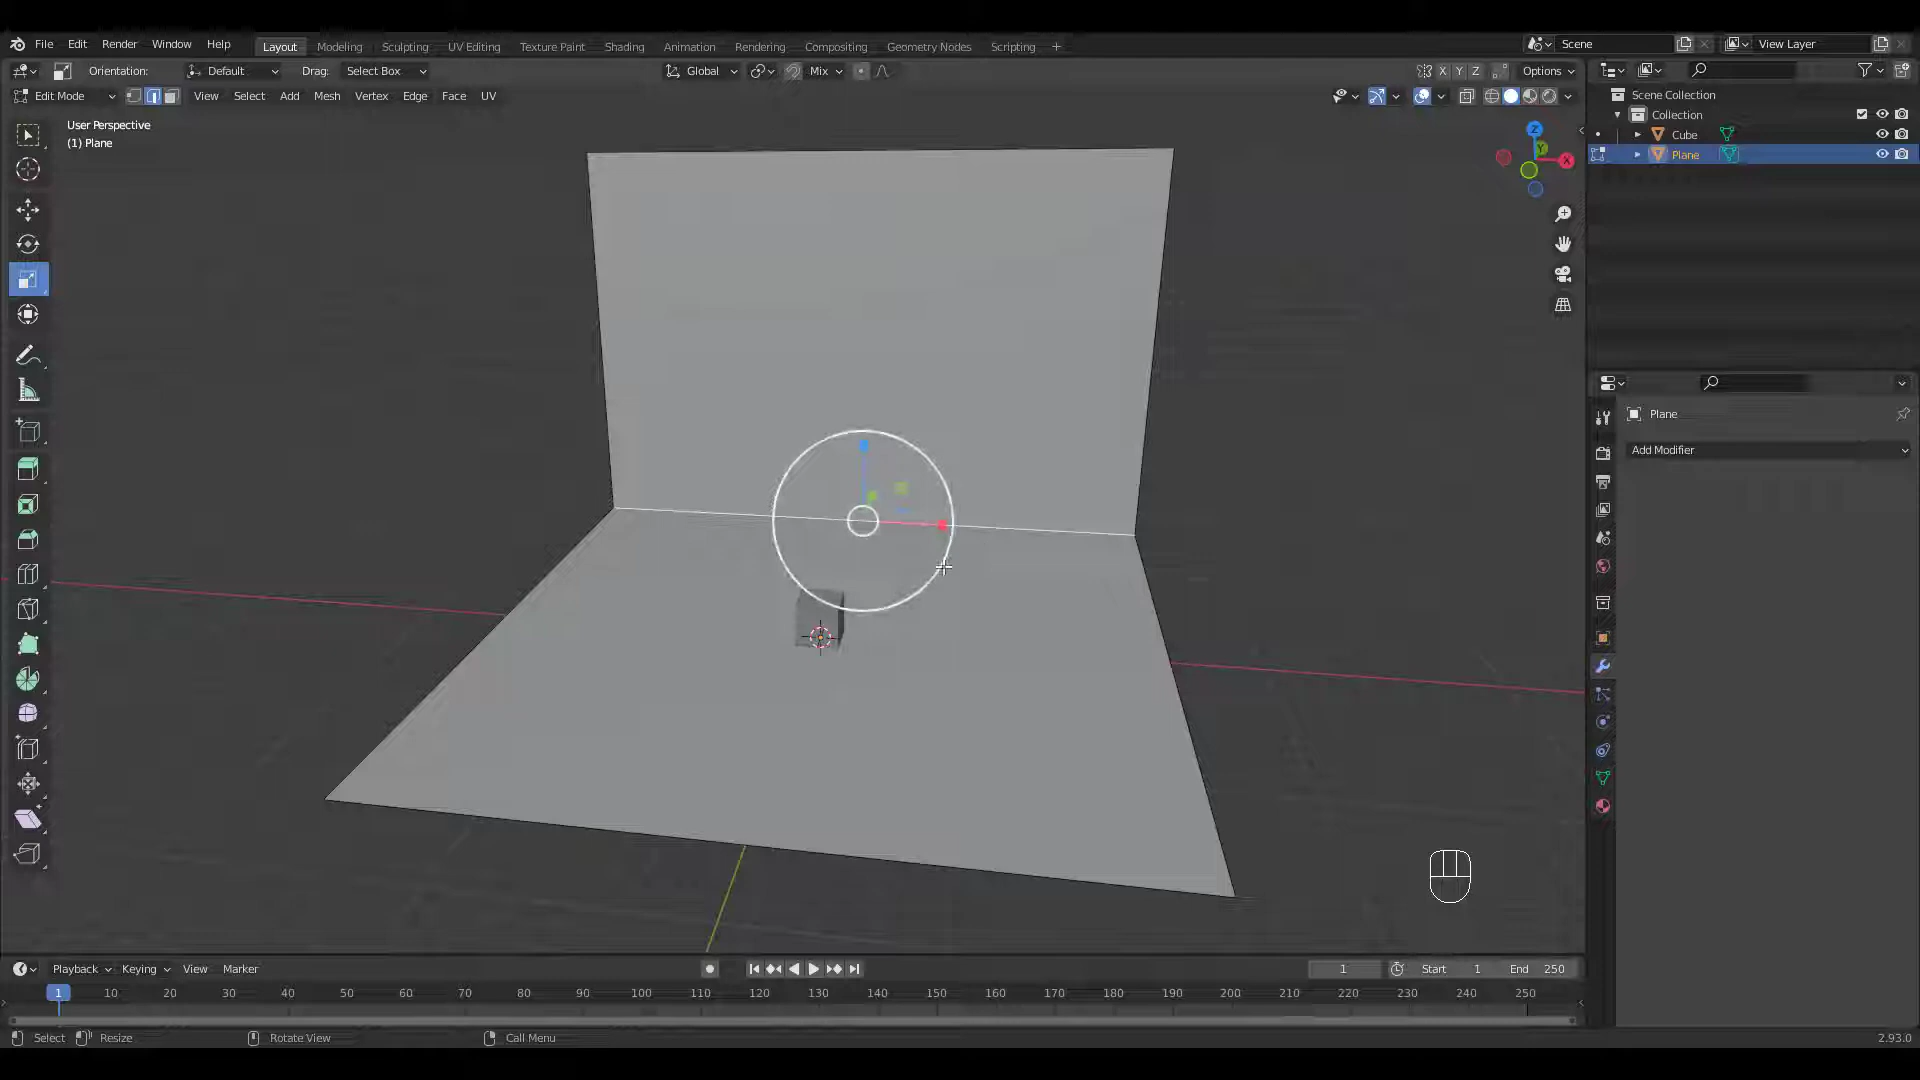 File Edit Render Window Help Layout Modeling Sculpting UV Editing Texture Paint Shading Animation Rendering Compositing Geometry Nodes Scripting + Scene View Layer
Orientation: Default Drag: Select Box Global Mix X Y Z Options
Edit Mode View Select Add Mesh Vertex Edge Face UV
Scene Collection
Collection
Cube
Plane
User Perspective
(1) Plane
Z
Y
X
Plane
Add Modifier
Playback Keying View Marker 1 Start 1 End 250
1 10 20 30 40 50 60 70 80 90 100 110 120 130 140 150 160 170 180 190 200 210 220 230 240 250
Select Resize Rotate View Call Menu 2.93.0